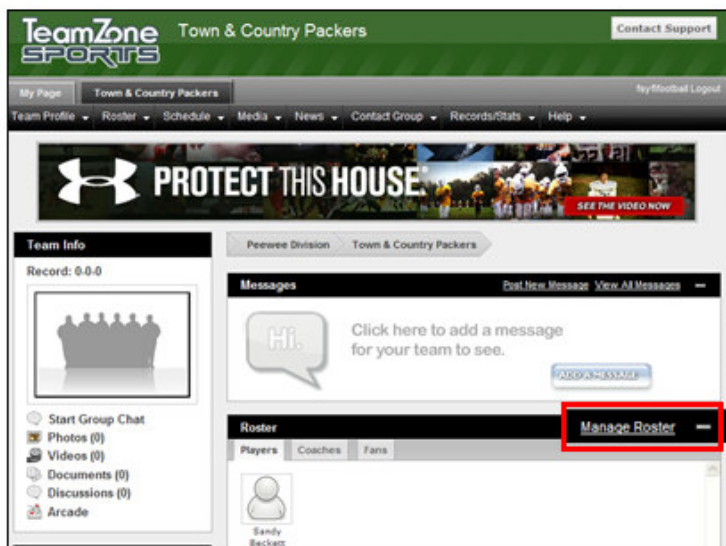 TeamZone SPORTS
Town & Country Packers
Contact Support
My Page
Town & Country Packers
Logout
Team Profile Roster Schedule Media News Contact Group Records/Stats Help
PROTECT THIS HOUSE.
SEE THE VIDEO NOW
Team Info
Record: 0-0-0
Start Group Chat
Photos (0)
Videos (0)
Documents (0)
Discussions (0)
Arcade
Peewee Division
Town & Country Packers
Messages
Post New Message View All Messages
Hi.
Click here to add a message
for your team to see.
ADD A MESSAGE
Roster
Manage Roster
Players Coaches Fans
Sandy
Beckett